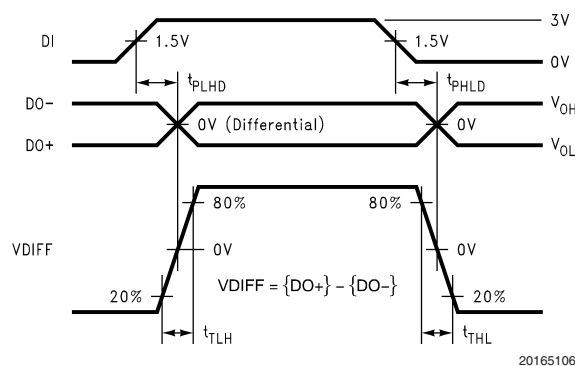 3V
DI
1.5V
1.5V
0V
tPLHD
tPHLD
DO-
VOH
0V (Differential)
0V
DO+
VOL
80%
80%
VDIFF
0V
0V
VDIFF = {DO+} – {DO-}
20%
20%
tTLH
tTHL
20165106